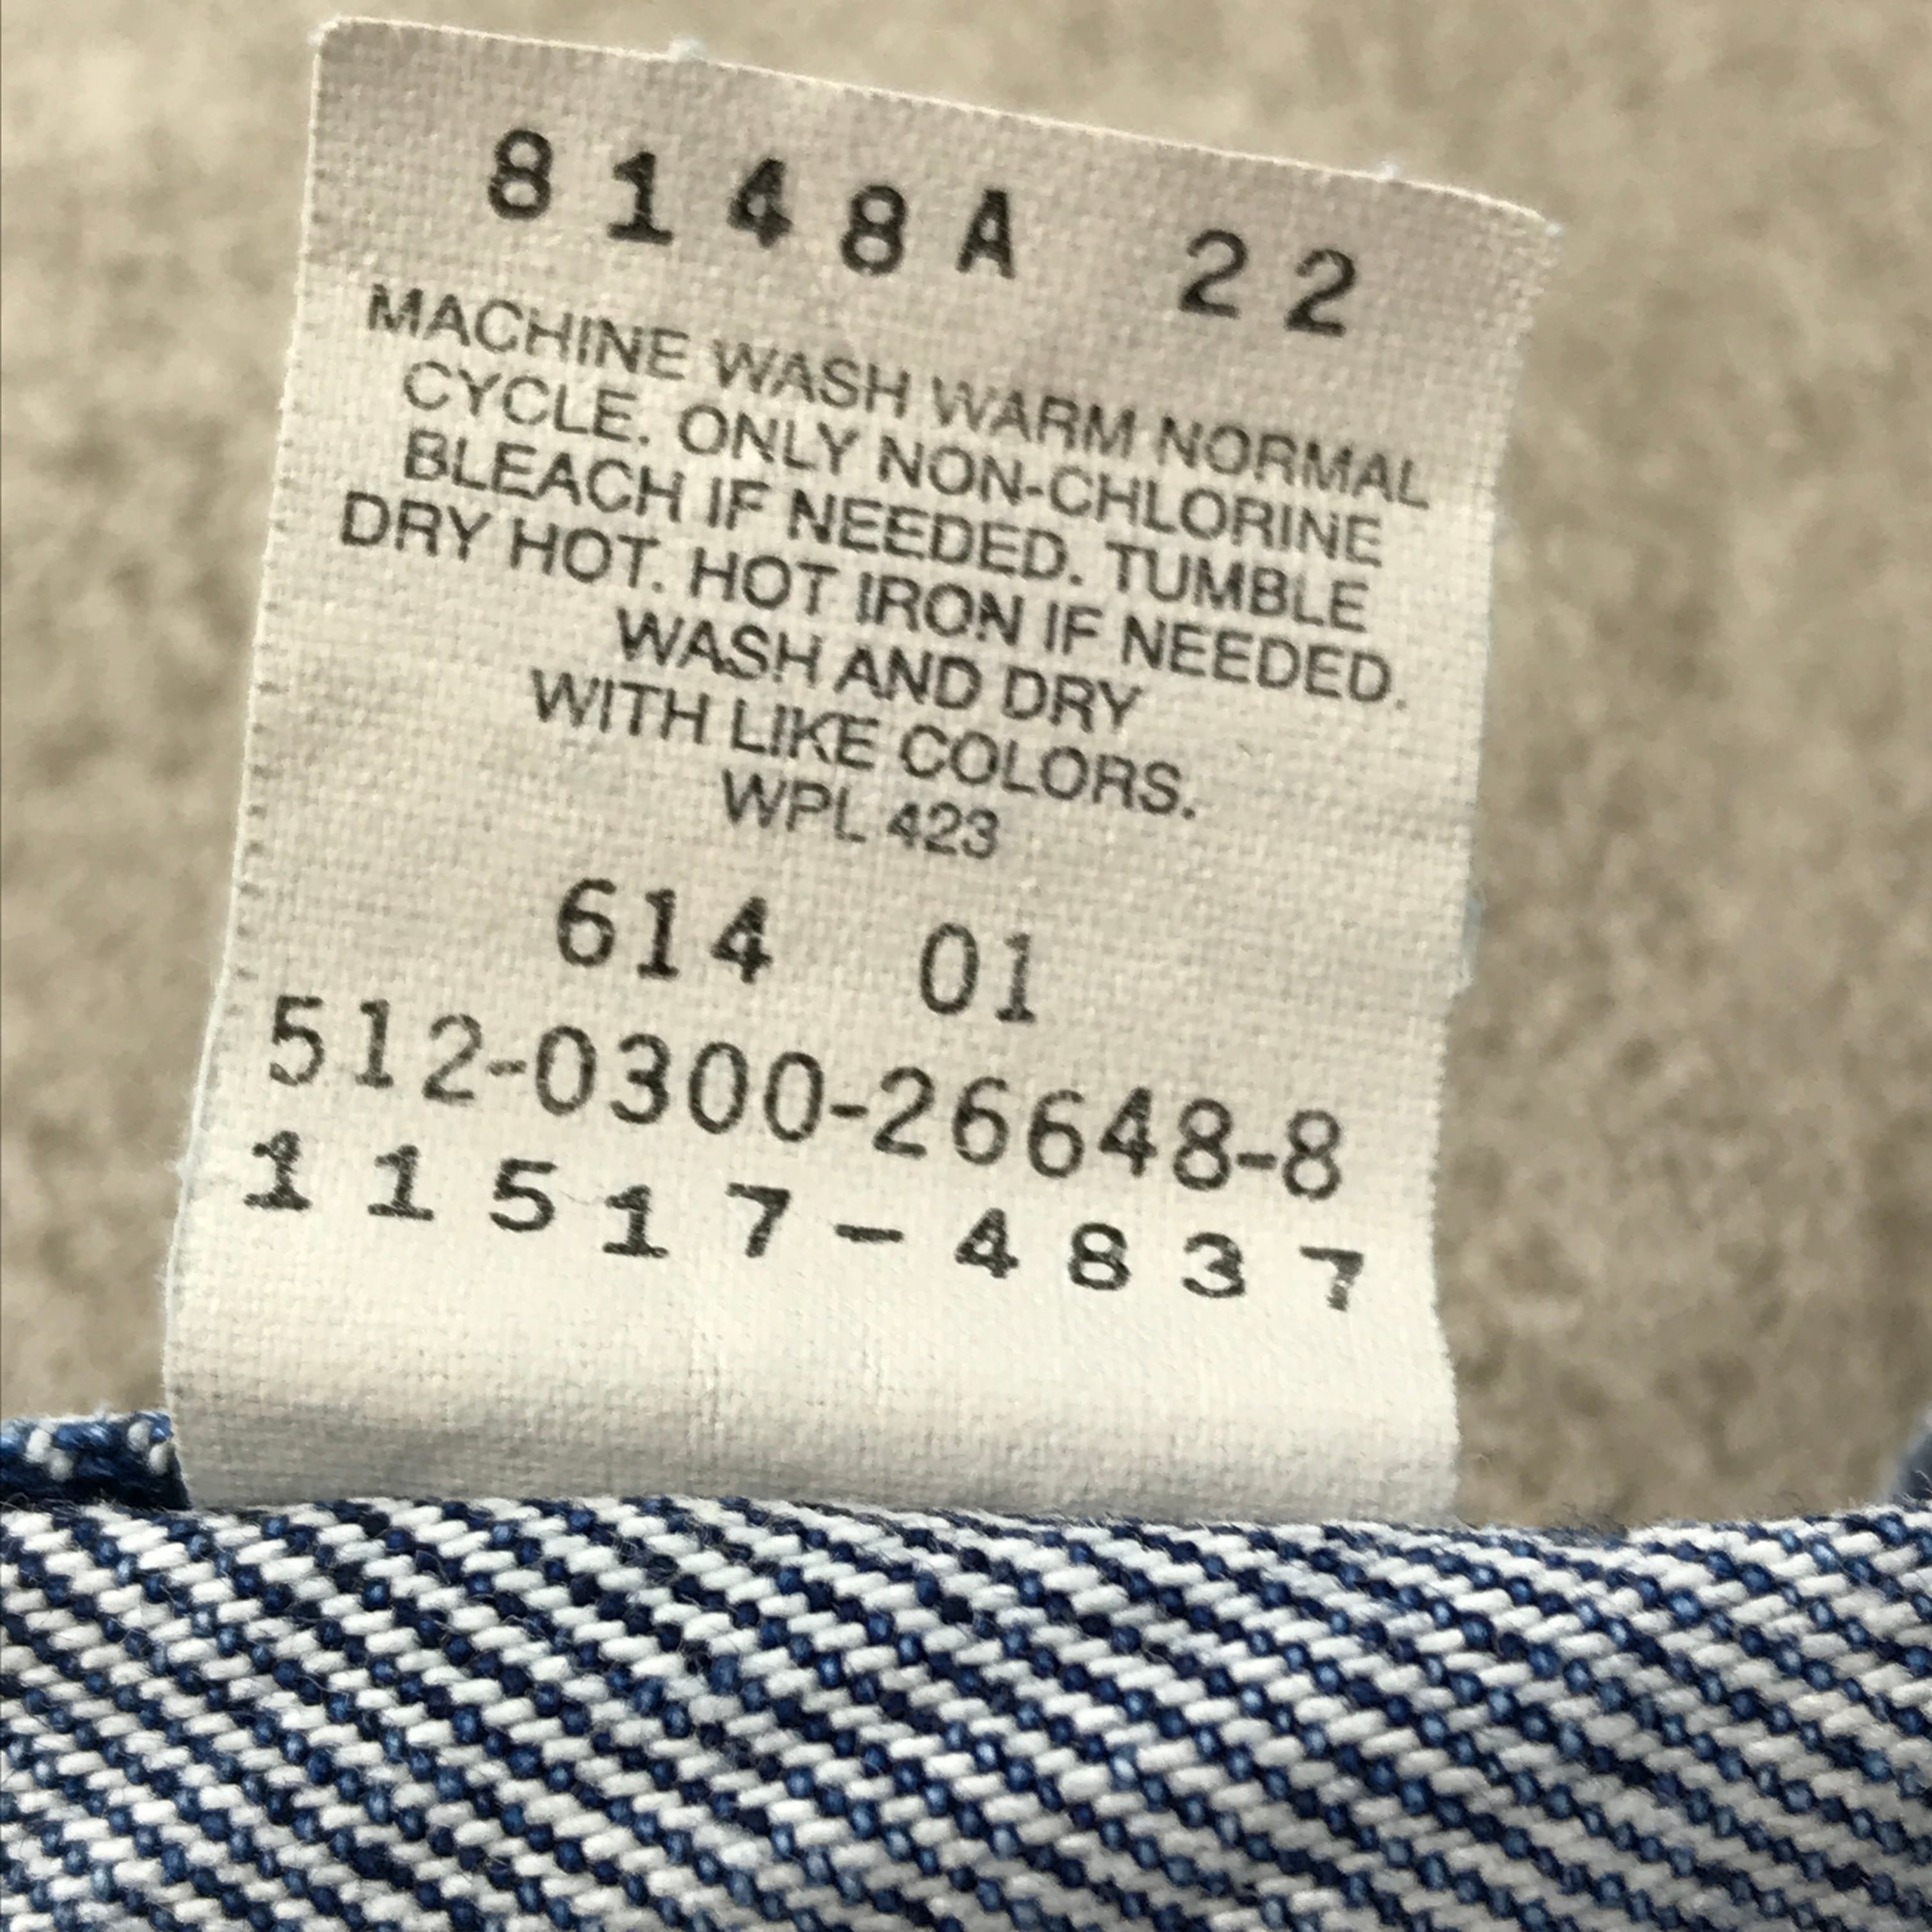 8148A 22
MACHINE WASH WARM NORMAL
CYCLE. ONLY NON-CHLORINE
BLEACH IF NEEDED. TUMBLE
DRY HOT. HOT IRON IF NEEDED.
WASH AND DRY
WITH LIKE COLORS.
WPL 423
614 01
512-0300-26648-8
11517-4837